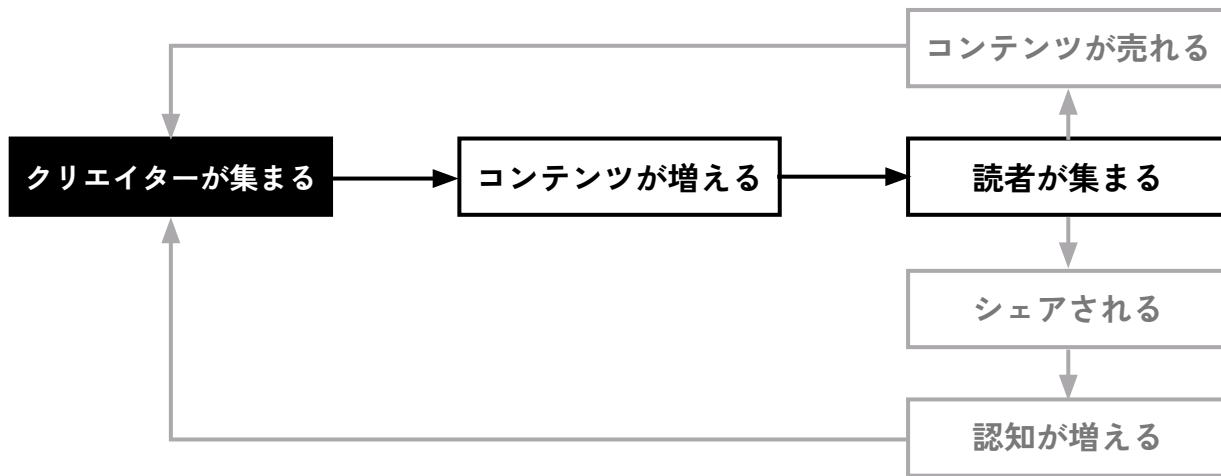 コンテンツが売れる
クリエイターが集まる
コンテンツが増える
読者が集まる
シェアされる
認知が増える